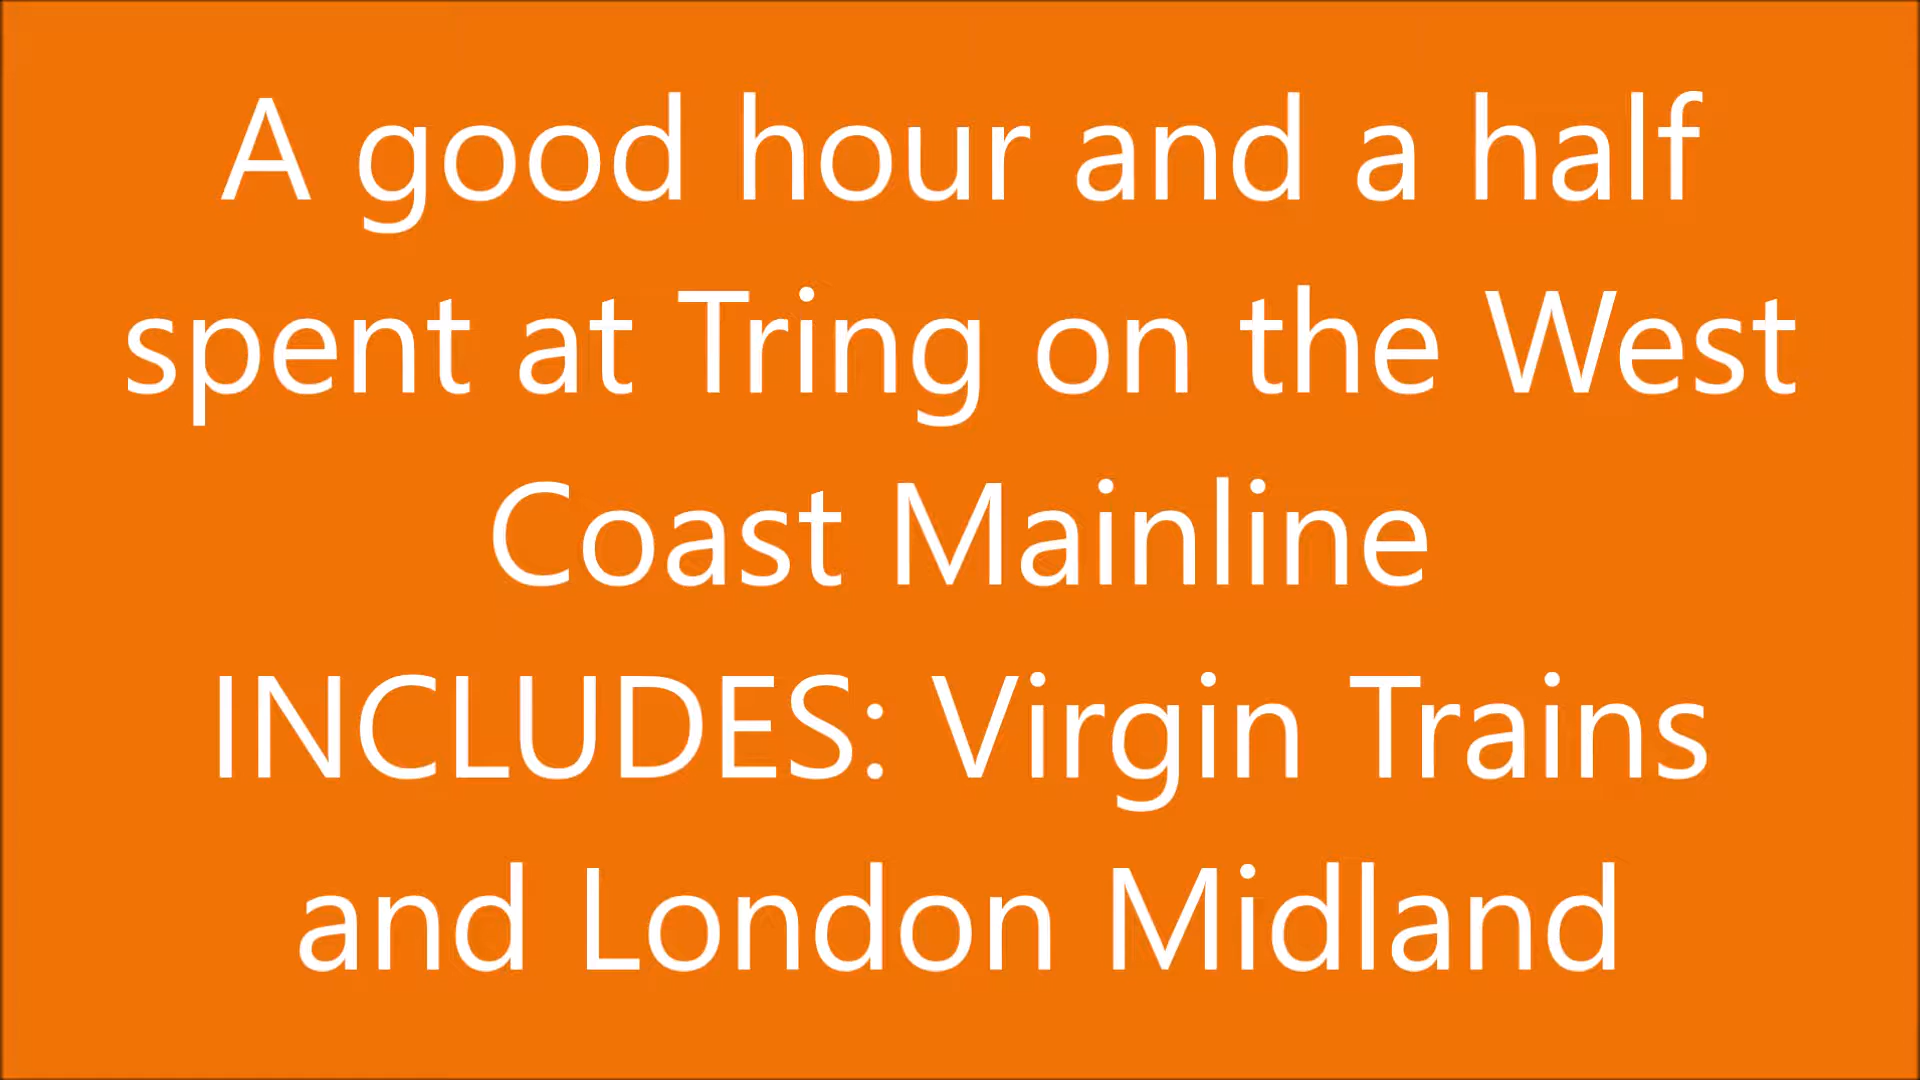 A good hour and a half
spent at Tring on the West
Coast Mainline
INCLUDES: Virgin Trains
and London Midland